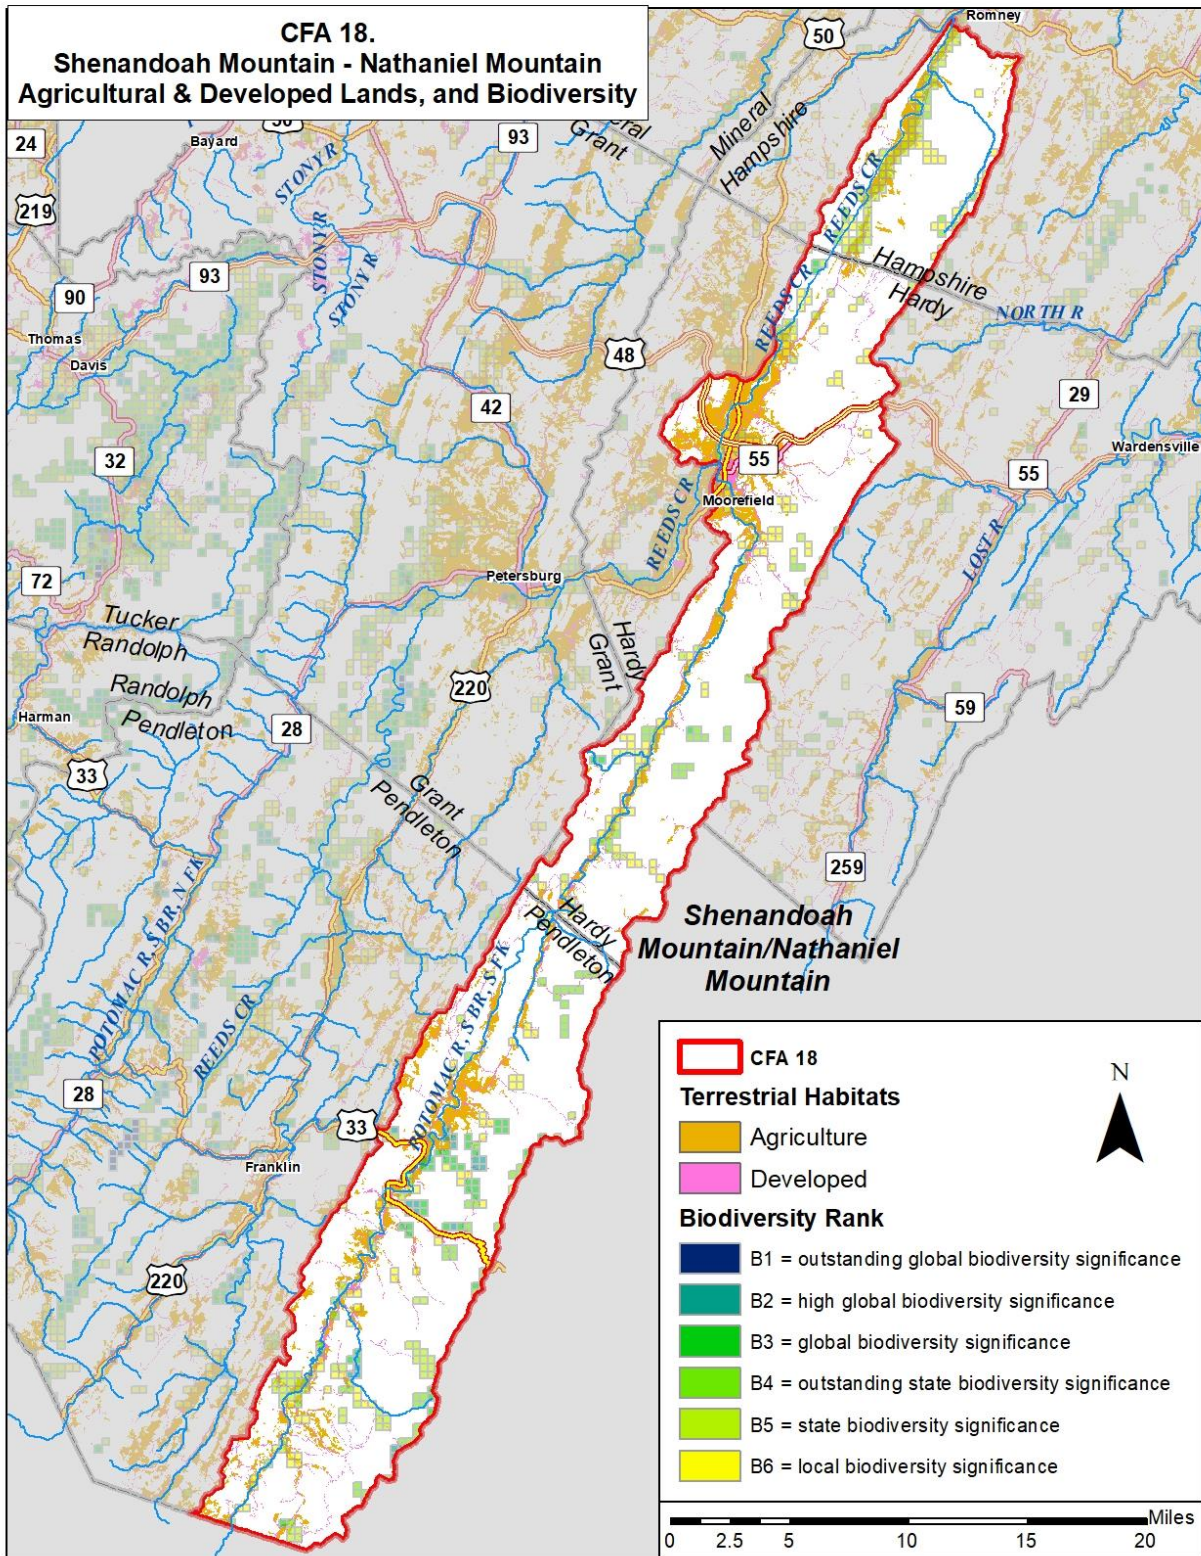 CFA 18.
Shenandoah Mountain - Nathaniel Mountain
Agricultural & Developed Lands, and Biodiversity
Romney
50
24
Bayard
93
Mineral
Grant
Mineral
Hampshire
STONY R
219
STONY R
STONY R
REEDS CR
93
90
Hampshire
Hardy
NORTH R
Thomas
Davis
REEDS CR
48
42
29
32
55
Wardensville
55
Moorefield
REEDS CR
LOST R
72
Petersburg
Tucker
Randolph
Hardy
Grant
Randolph
Pendleton
220
Harman
28
59
33
Grant
Pendleton
259
POTOMAC R, S BR, N FK
Hardy
Pendleton
Shenandoah
Mountain/Nathaniel
Mountain
POTOMAC R, S BR, S FK
REEDS CR
28
33
Franklin
220
CFA 18
N
Terrestrial Habitats
Agriculture
Developed
Biodiversity Rank
B1 = outstanding global biodiversity significance
B2 = high global biodiversity significance
B3 = global biodiversity significance
B4 = outstanding state biodiversity significance
B5 = state biodiversity significance
B6 = local biodiversity significance
Miles
0 2.5 5 10 15 20